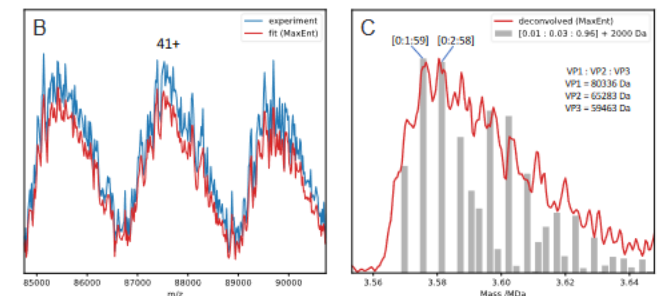 B
experiment
fit (MaxEnt)
41+
85000 86000 87000 88000 89000 90000
m/z
C
deconvolved (MaxEnt)
[0.01 : 0.03 : 0.96] + 2000 Da
[0:1:59] [0:2:58]
VP1 : VP2 : VP3
VP1 = 80336 Da
VP2 = 65283 Da
VP3 = 59463 Da
3.56 3.58 3.60 3.62 3.64
Mass /MDa